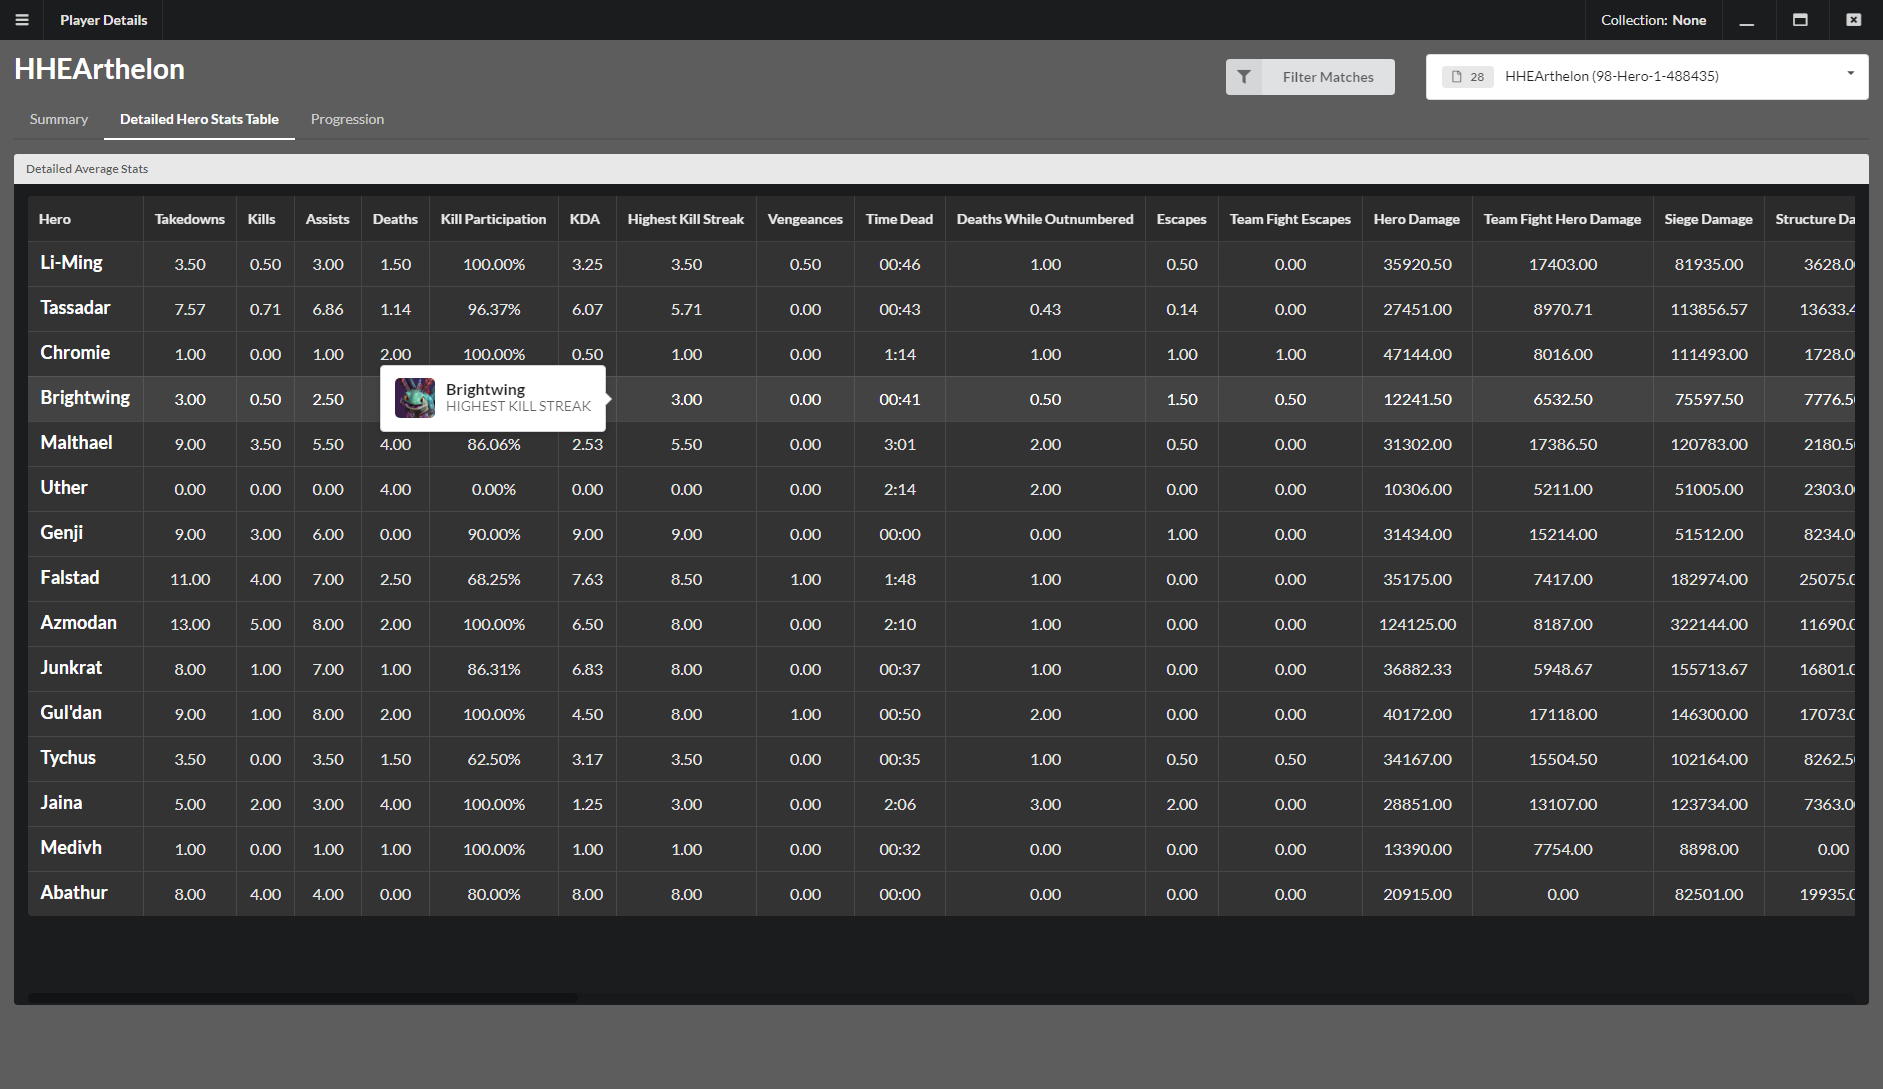 Player Details Collection: None
HHEArthelon
Filter Matches 28 HHEArthelon (98-Hero-1-488435)
Summary Detailed Hero Stats Table Progression
Detailed Average Stats
Hero Takedowns Kills Assists Deaths Kill Participation KDA Highest Kill Streak Vengeances Time Dead Deaths While Outnumbered Escapes Team Fight Escapes Hero Damage Team Fight Hero Damage Siege Damage Structure Da
Li-Ming 3.50 0.50 3.00 1.50 100.00% 3.25 3.50 0.50 00:46 1.00 0.50 0.00 35920.50 17403.00 81935.00 3628.0
Tassadar 7.57 0.71 6.86 1.14 96.37% 6.07 5.71 0.00 00:43 0.43 0.14 0.00 27451.00 8970.71 113856.57 13633.4
Chromie 1.00 0.00 1.00 2.00 100.00% 0.50 1.00 0.00 1:14 1.00 1.00 1.00 47144.00 8016.00 111493.00 1728.0
Brightwing 3.00 0.50 2.50 3.00 0.00 00:41 0.50 1.50 0.50 12241.50 6532.50 75597.50 7776.5
Brightwing
HIGHEST KILL STREAK
Malthael 9.00 3.50 5.50 4.00 86.06% 2.53 5.50 0.00 3:01 2.00 0.50 0.00 31302.00 17386.50 120783.00 2180.5
Uther 0.00 0.00 0.00 4.00 0.00% 0.00 0.00 0.00 2:14 2.00 0.00 0.00 10306.00 5211.00 51005.00 2303.0
Genji 9.00 3.00 6.00 0.00 90.00% 9.00 9.00 0.00 00:00 0.00 1.00 0.00 31434.00 15214.00 51512.00 8234.0
Falstad 11.00 4.00 7.00 2.50 68.25% 7.63 8.50 1.00 1:48 1.00 0.00 0.00 35175.00 7417.00 182974.00 25075.0
Azmodan 13.00 5.00 8.00 2.00 100.00% 6.50 8.00 0.00 2:10 1.00 0.00 0.00 124125.00 8187.00 322144.00 11690.0
Junkrat 8.00 1.00 7.00 1.00 86.31% 6.83 8.00 0.00 00:37 1.00 0.00 0.00 36882.33 5948.67 155713.67 16801.0
Gul'dan 9.00 1.00 8.00 2.00 100.00% 4.50 8.00 1.00 00:50 2.00 0.00 0.00 40172.00 17118.00 146300.00 17073.0
Tychus 3.50 0.00 3.50 1.50 62.50% 3.17 3.50 0.00 00:35 1.00 0.50 0.50 34167.00 15504.50 102164.00 8262.5
Jaina 5.00 2.00 3.00 4.00 100.00% 1.25 3.00 0.00 2:06 3.00 2.00 0.00 28851.00 13107.00 123734.00 7363.0
Medivh 1.00 0.00 1.00 1.00 100.00% 1.00 1.00 0.00 00:32 0.00 0.00 0.00 13390.00 7754.00 8898.00 0.00
Abathur 8.00 4.00 4.00 0.00 80.00% 8.00 8.00 0.00 00:00 0.00 0.00 0.00 20915.00 0.00 82501.00 19935.0